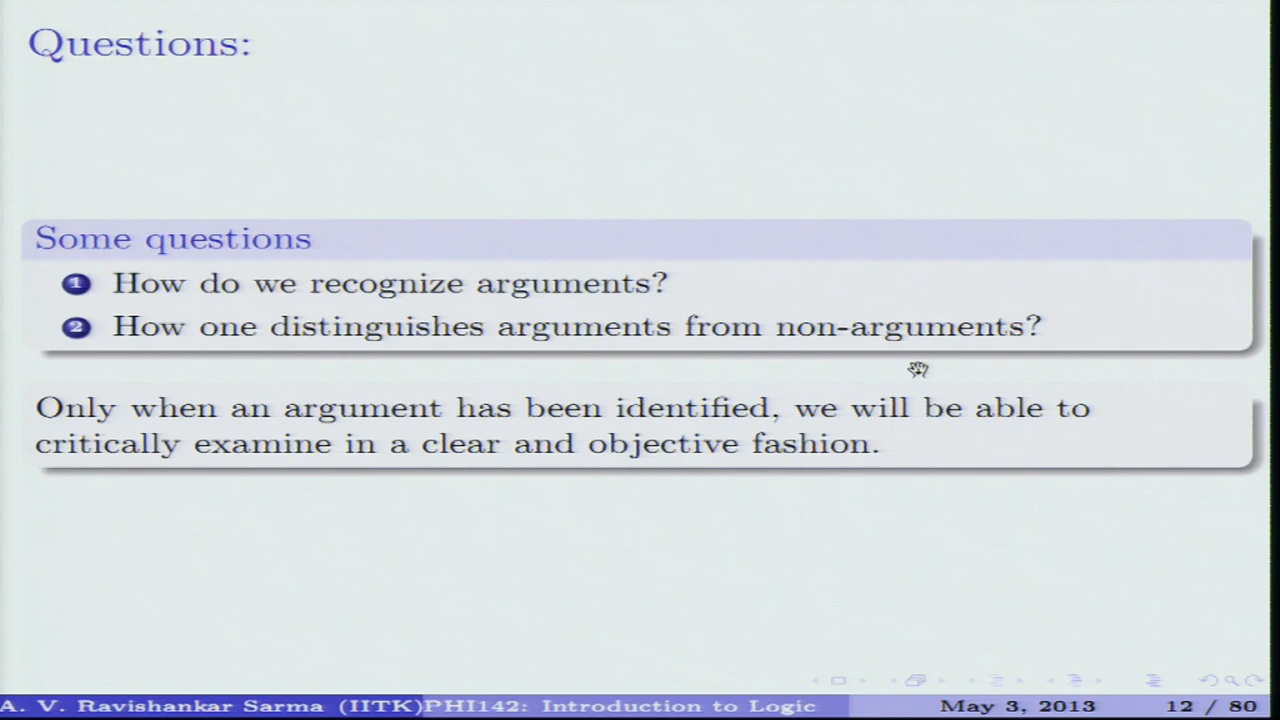 Questions:
Some questions
1 How do we recognize arguments?
2 How one distinguishes arguments from non-arguments?
Only when an argument has been identified, we will be able to
critically examine in a clear and objective fashion.
A. V. Ravishankar Sarma (IITK) PHI142: Introduction to Logic May 3, 2013 12 / 80